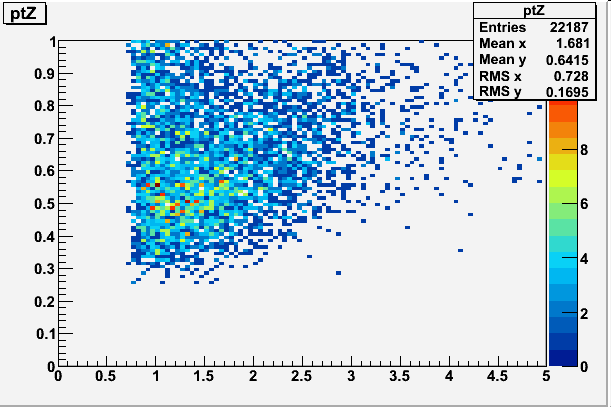 ptZ
ptZ
Entries 22187
Mean x 1.681
Mean y 0.6415
RMS x 0.728
RMS y 0.1695
1
0.9
0.8
0.7
0.6
0.5
0.4
0.3
0.2
0.1
0
0 0.5 1 1.5 2 2.5 3 3.5 4 4.5 5
8
6
4
2
0